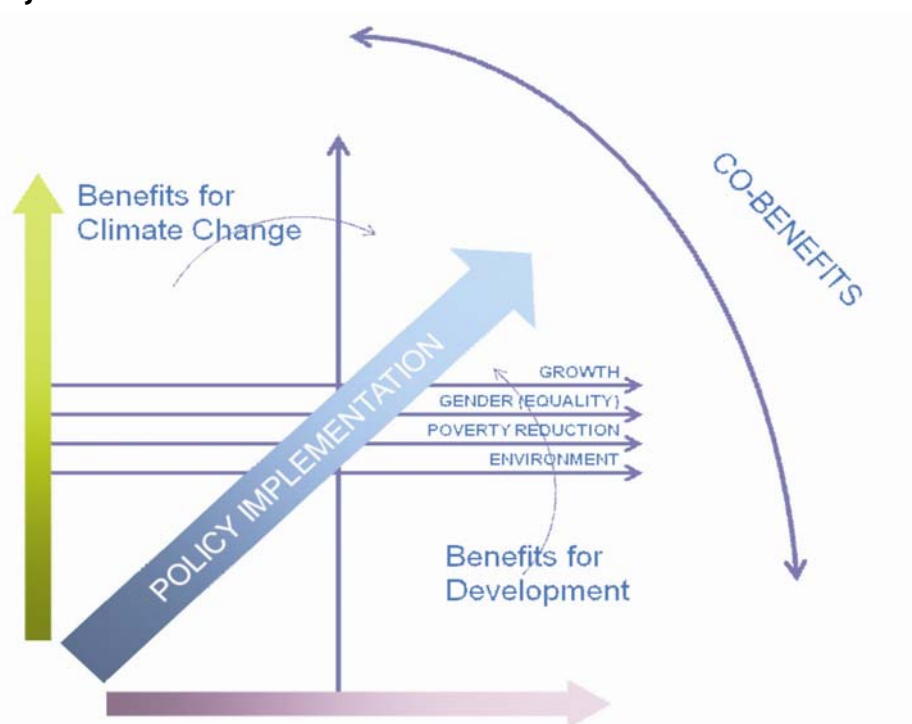 Benefits for
Climate Change
CO-BENEFITS
POLICY IMPLEMENTATION
GROWTH
GENDER (EQUALITY)
POVERTY REDUCTION
ENVIRONMENT
Benefits for
Development